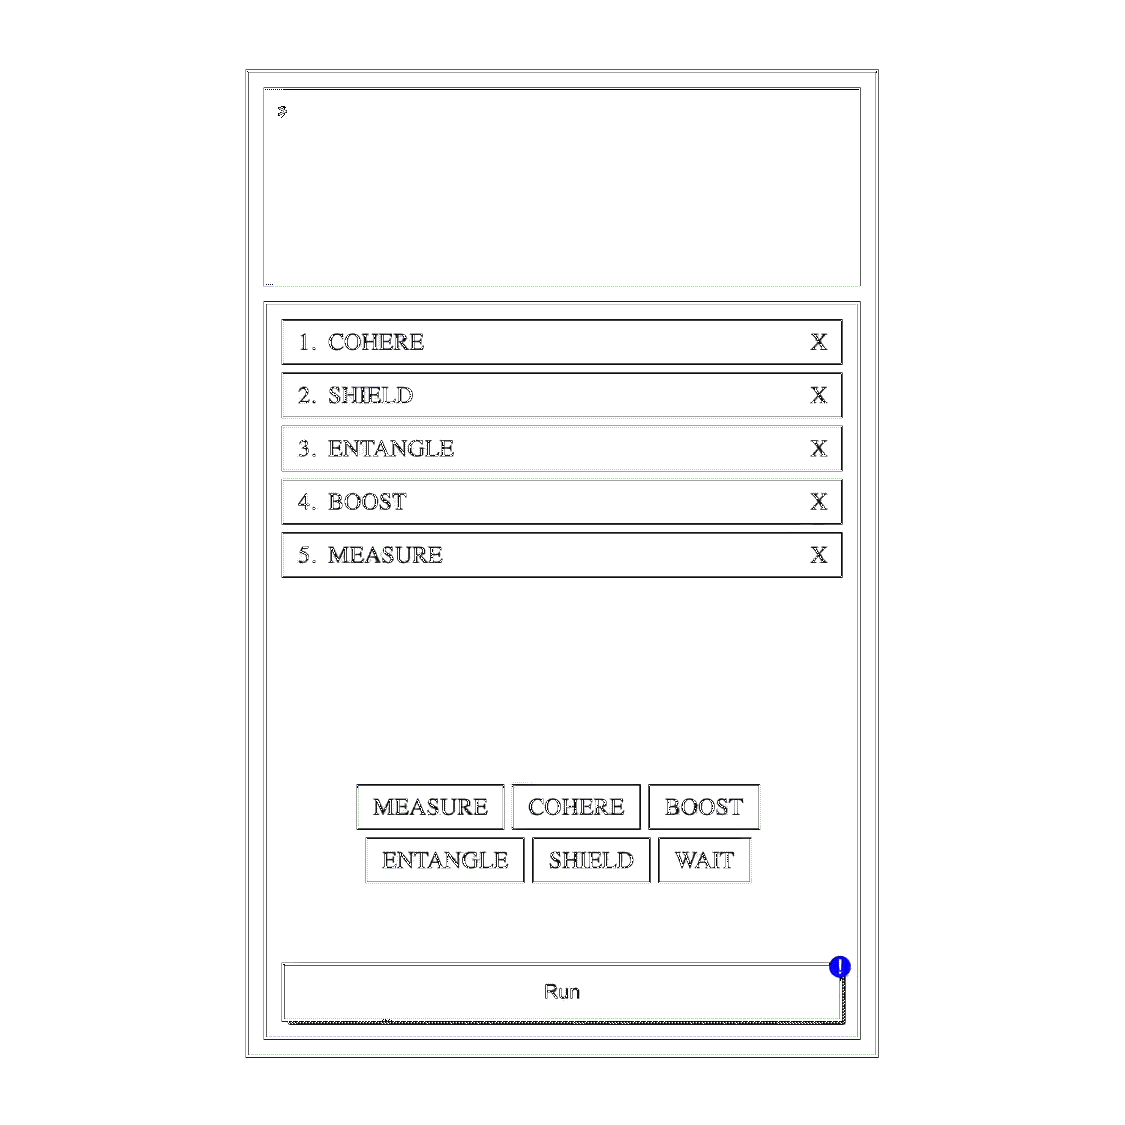 1. COHERE X
2. SHIELD X
3. ENTANGLE X
4. BOOST X
5. MEASURE X
MEASURE COHERE BOOST
ENTANGLE SHIELD WAIT
!
Run